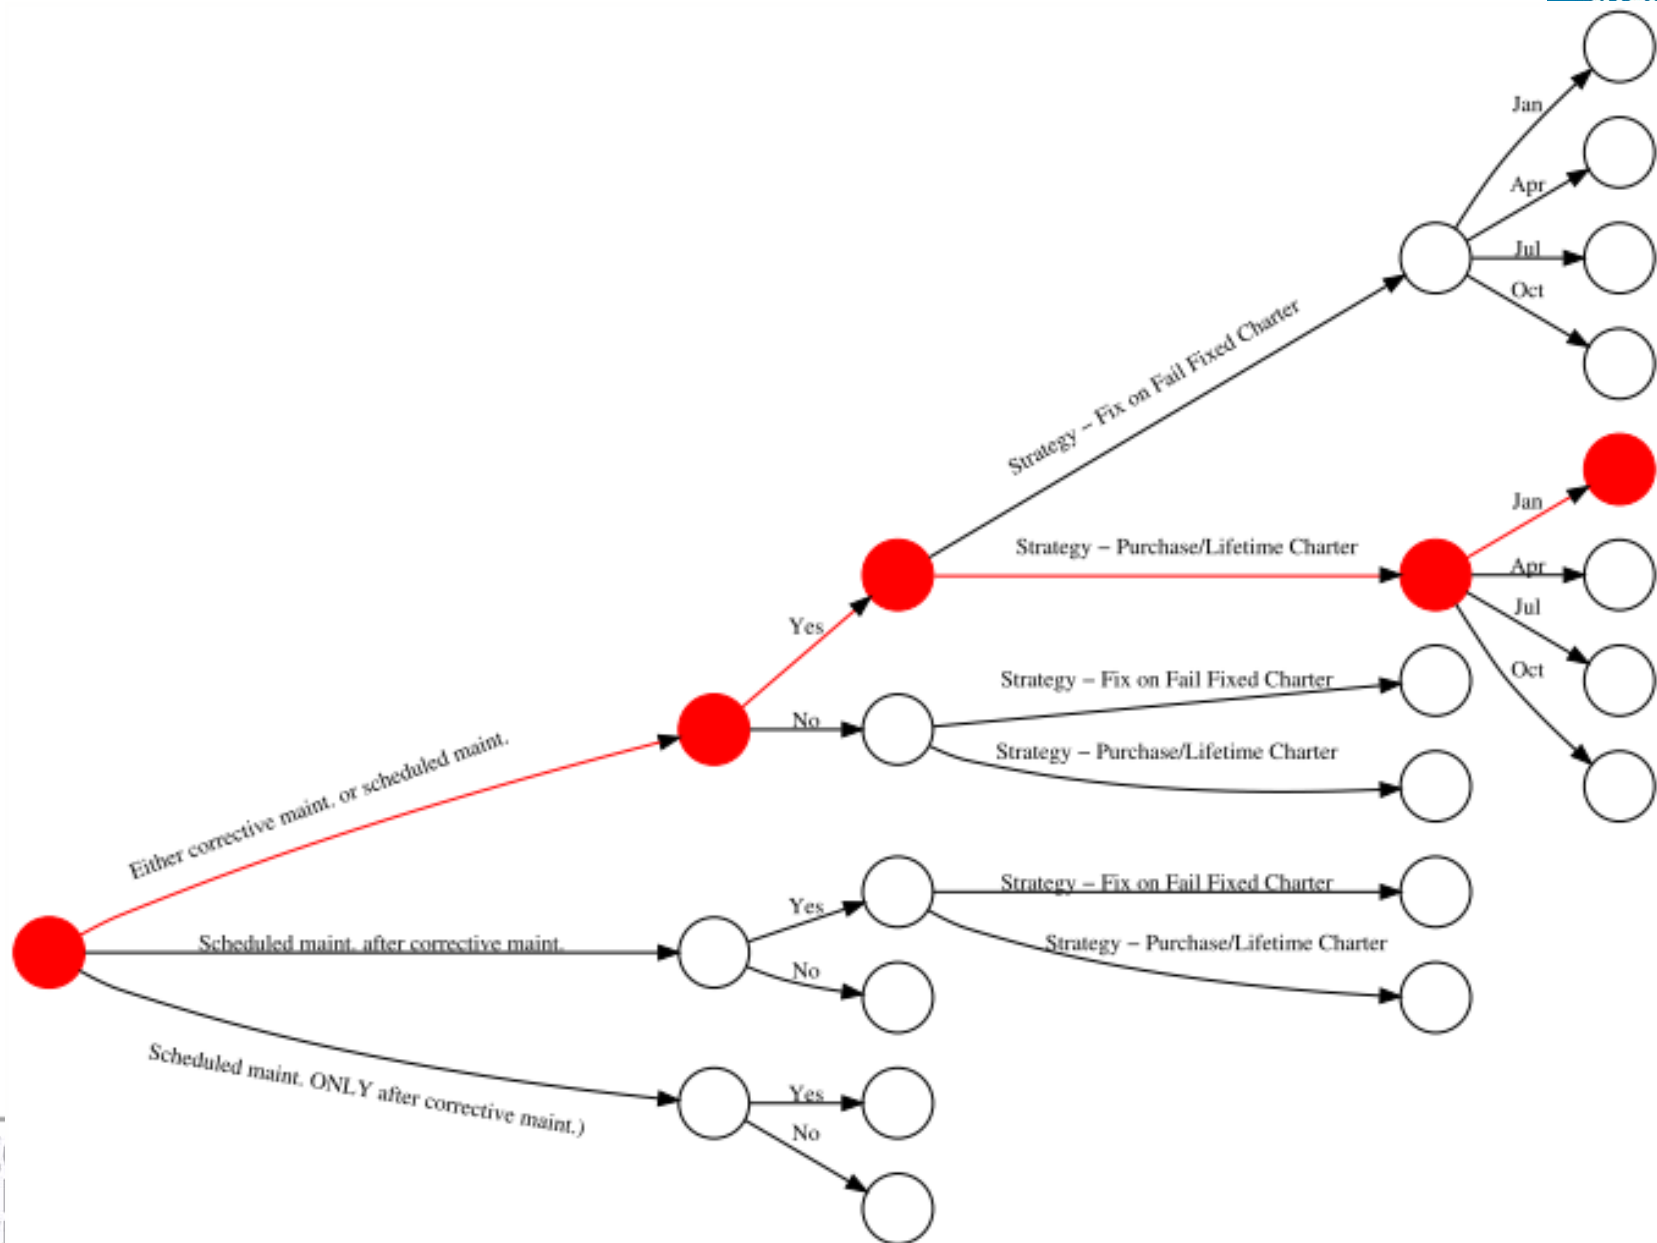 Jan
Apr
Jul
Oct
Strategy – Fix on Fail Fixed Charter
Jan
Strategy – Purchase/Lifetime Charter
Apr
Jul
Yes
Oct
Strategy – Fix on Fail Fixed Charter
No
Strategy – Purchase/Lifetime Charter
Either corrective maint. or scheduled maint.
Strategy – Fix on Fail Fixed Charter
Yes
Scheduled maint. after corrective maint.
Strategy – Purchase/Lifetime Charter
No
Scheduled maint. ONLY after corrective maint.)
Yes
No